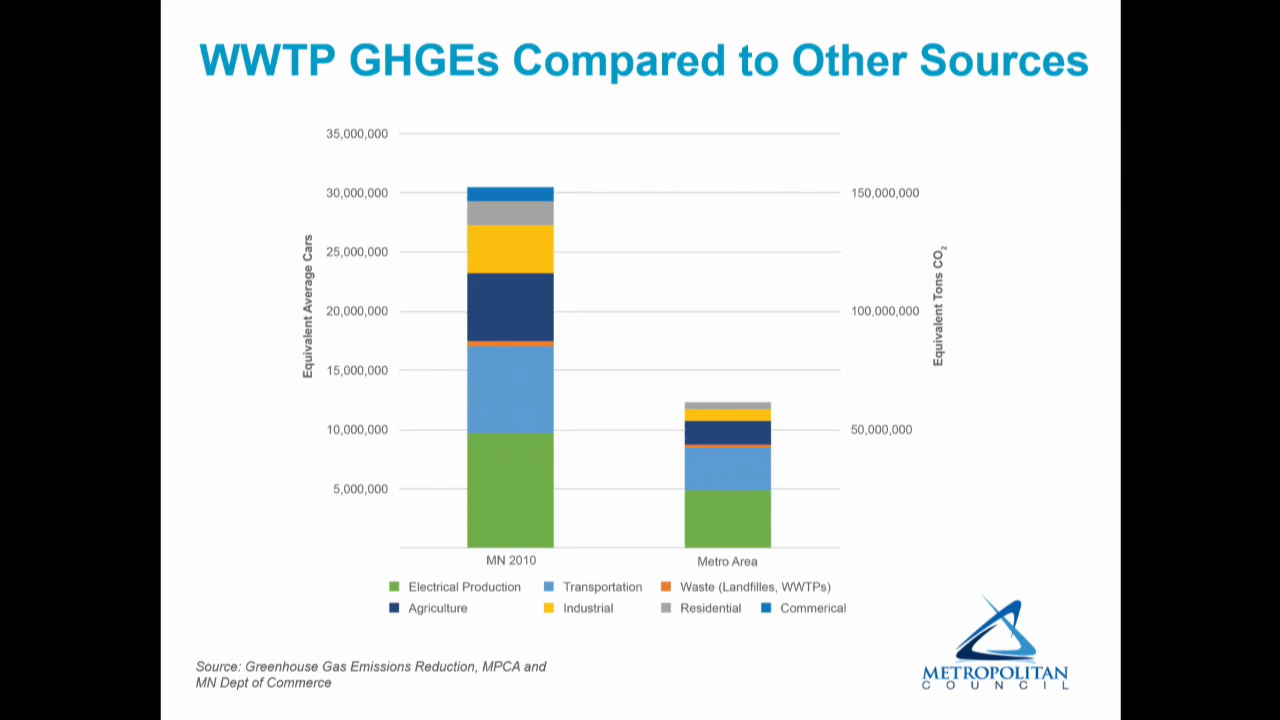 WWTP GHGEs Compared to Other Sources
35,000,000
30,000,000
25,000,000
20,000,000
15,000,000
10,000,000
5,000,000
Equivalent Average Cars
150,000,000
100,000,000
50,000,000
Equivalent Tons CO₂
MN 2010
Metro Area
Electrical Production
Transportation
Waste (Landfilles, WWTPs)
Agriculture
Industrial
Residential
Commerical
Source: Greenhouse Gas Emissions Reduction, MPCA and
MN Dept of Commerce
METROPOLITAN
COUNCIL